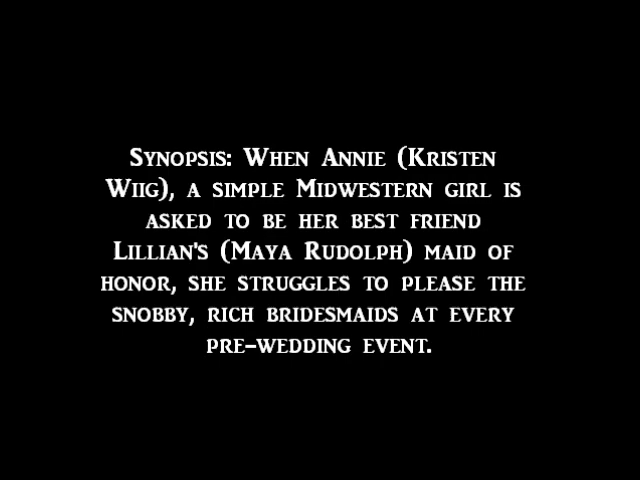 Synopsis: When Annie (Kristen
Wiig), a simple Midwestern girl is
asked to be her best friend
Lillian's (Maya Rudolph) maid of
honor, she struggles to please the
snobby, rich bridesmaids at every
pre-wedding event.